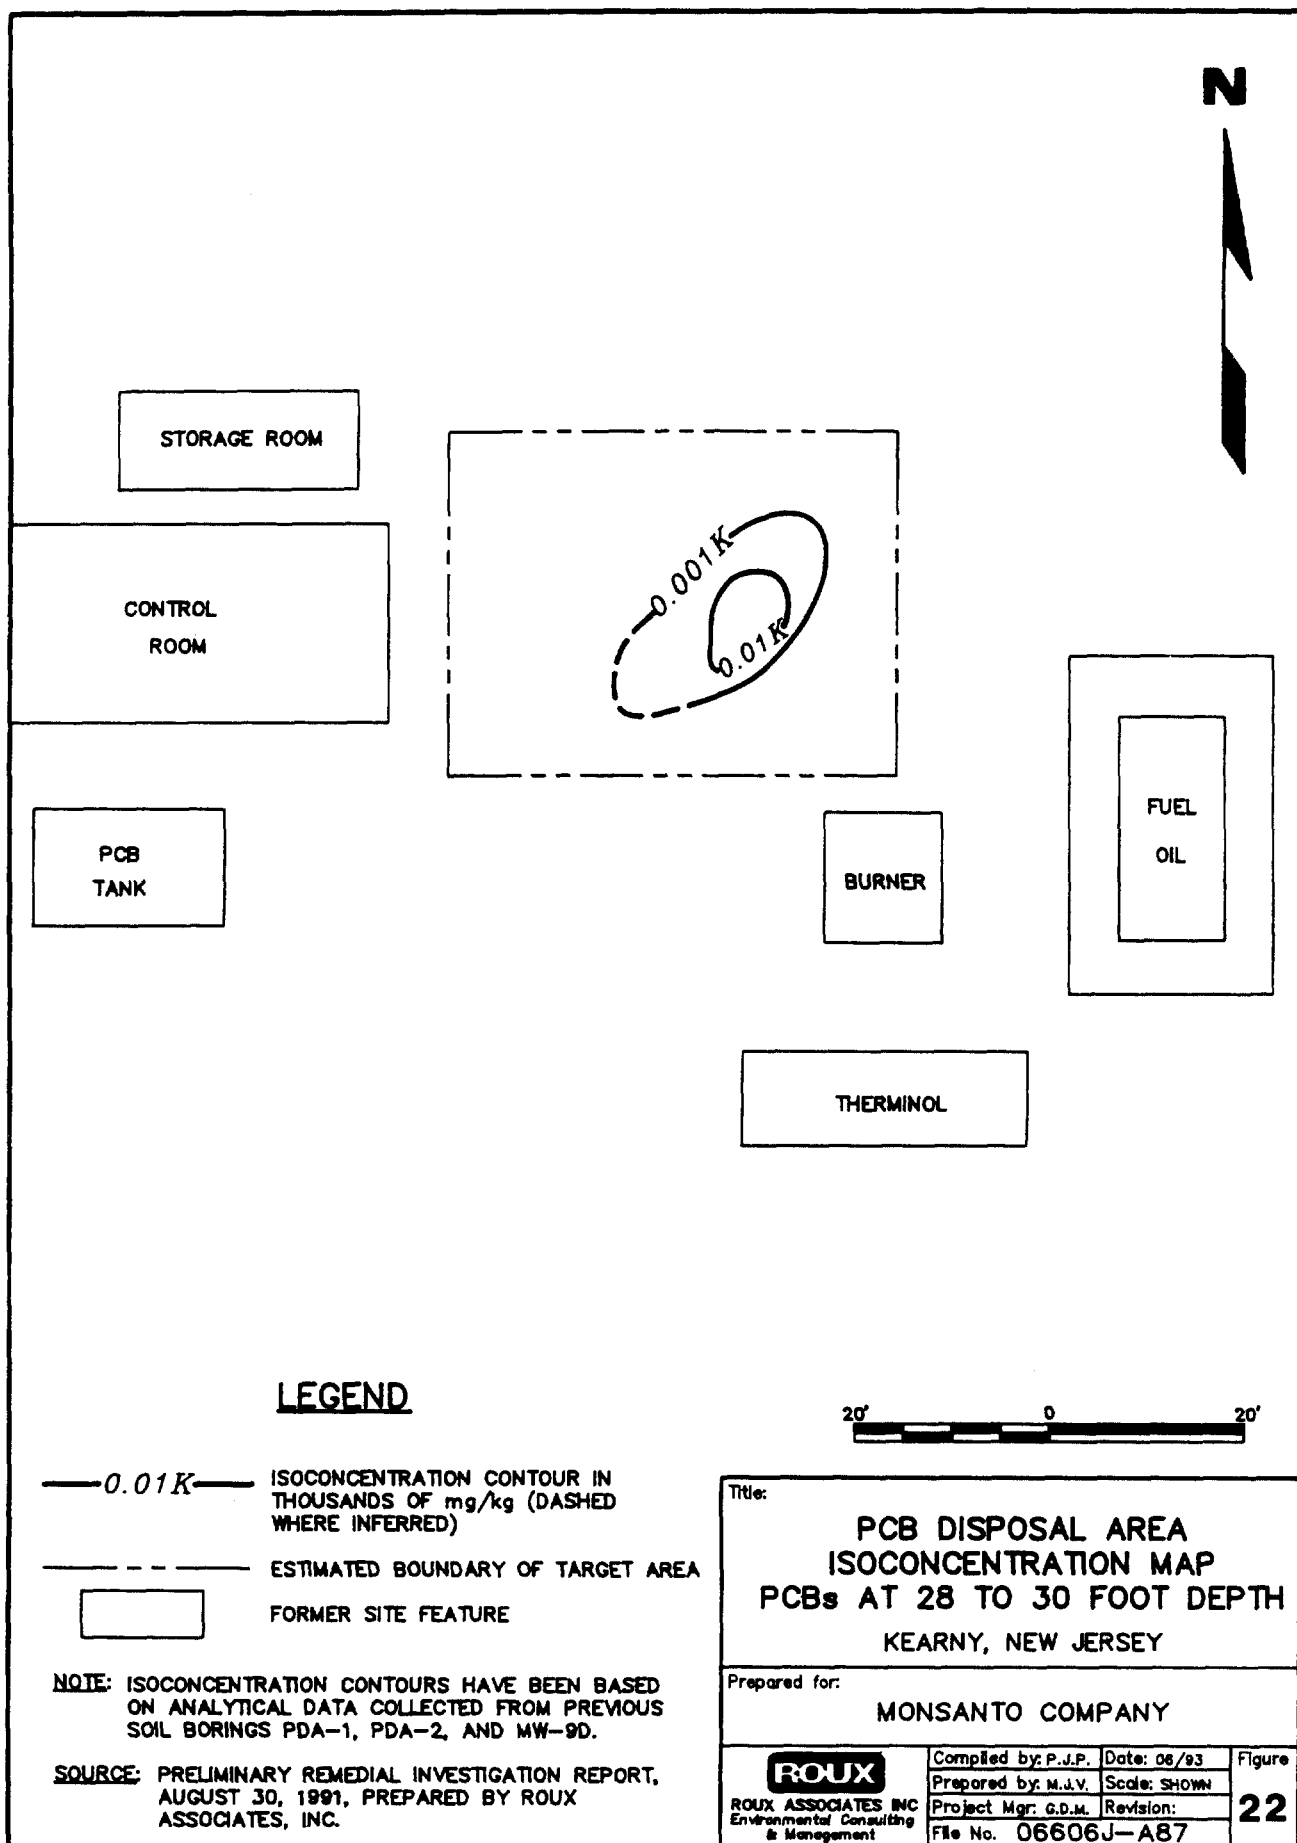 N
STORAGE ROOM
CONTROL
ROOM
0.001K
0.01K
PCB
TANK
BURNER
FUEL
OIL
THERMINOL
LEGEND
20' 0 20'
0.01K ISOCONCENTRATION CONTOUR IN
THOUSANDS OF mg/kg (DASHED
WHERE INFERRED)
ESTIMATED BOUNDARY OF TARGET AREA
FORMER SITE FEATURE
NOTE: ISOCONCENTRATION CONTOURS HAVE BEEN BASED
ON ANALYTICAL DATA COLLECTED FROM PREVIOUS
SOIL BORINGS PDA-1, PDA-2, AND MW-9D.
SOURCE: PRELIMINARY REMEDIAL INVESTIGATION REPORT,
AUGUST 30, 1991, PREPARED BY ROUX
ASSOCIATES, INC.
Title:
PCB DISPOSAL AREA
ISOCONCENTRATION MAP
PCBs AT 28 TO 30 FOOT DEPTH
KEARNY, NEW JERSEY
Prepared for:
MONSANTO COMPANY
ROUX
ROUX ASSOCIATES INC
Environmental Consulting
& Management
Compiled by: P.J.P. Date: 06/93
Prepared by: M.J.V. Scale: SHOWN
Project Mgr: G.D.M. Revision:
File No. 06606J-A87
Figure
22